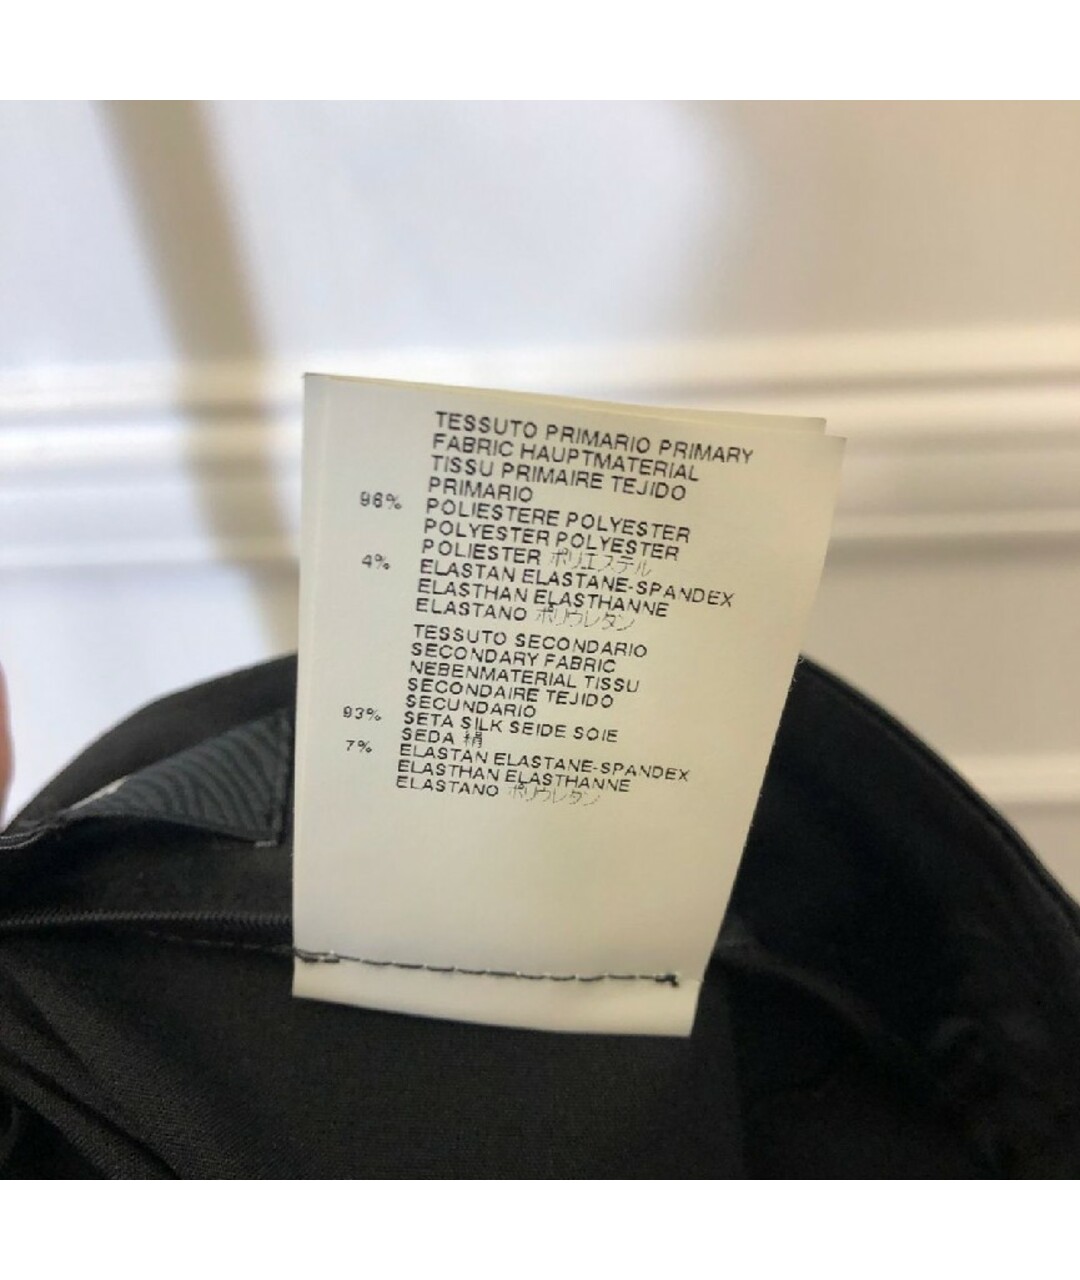 TESSUTO PRIMARIO PRIMARY
FABRIC HAUPTMATERIAL
TISSU PRIMAIRE TEJIDO
PRIMARIO
96% POLIESTERE POLYESTER
POLYESTER POLYESTER
POLIESTER ポリエステル
4% ELASTAN ELASTANE-SPANDEX
ELASTHAN ELASTHANNE
ELASTANO ポリウレタン
TESSUTO SECONDARIO
SECONDARY FABRIC
NEBENMATERIAL TISSU
SECONDAIRE TEJIDO
SECUNDARIO
93% SETA SILK SEIDE SOIE
SEDA 絹
7% ELASTAN ELASTANE-SPANDEX
ELASTHAN ELASTHANNE
ELASTANO ポリウレタン